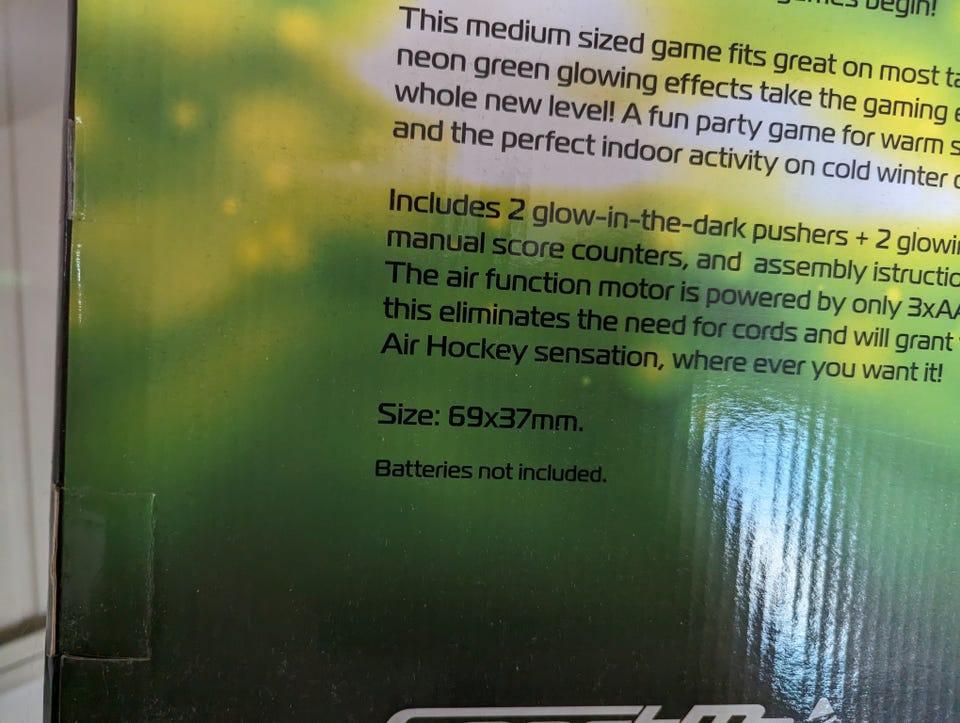 games begin!
This medium sized game fits great on most
neon green glowing effects take the gaming
whole new level! A fun party game for warm
and the perfect indoor activity on cold winter
Includes 2 glow-in-the-dark pushers + 2
manual score counters, and assembly
The air function motor is powered by only 3xAA
this eliminates the need for cords and will grant
Air Hockey sensation, where ever you want it!
Size: 69x37mm.
Batteries not included.